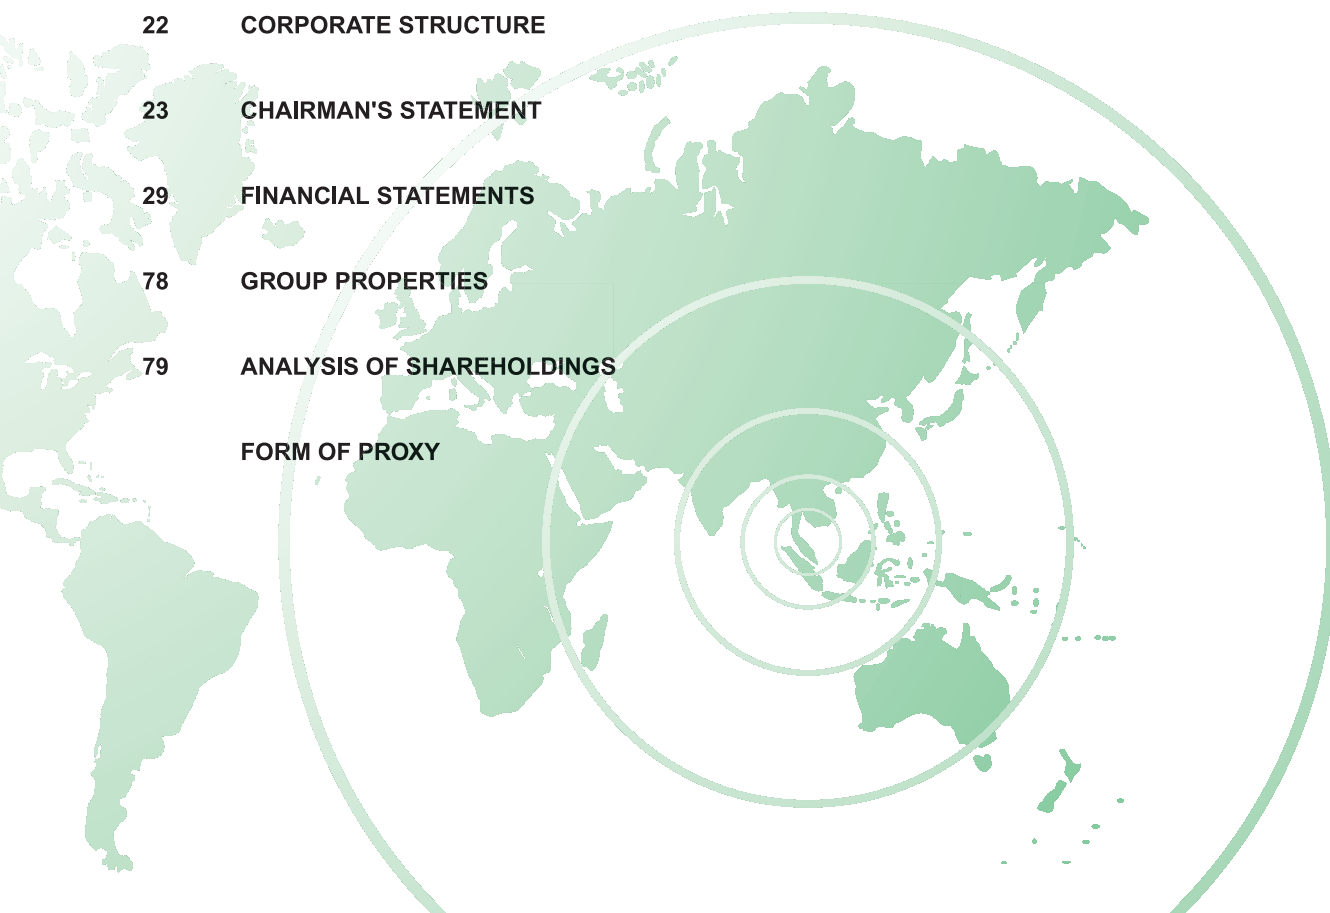 22 CORPORATE STRUCTURE
23 CHAIRMAN'S STATEMENT
29 FINANCIAL STATEMENTS
78 GROUP PROPERTIES
79 ANALYSIS OF SHAREHOLDINGS
FORM OF PROXY